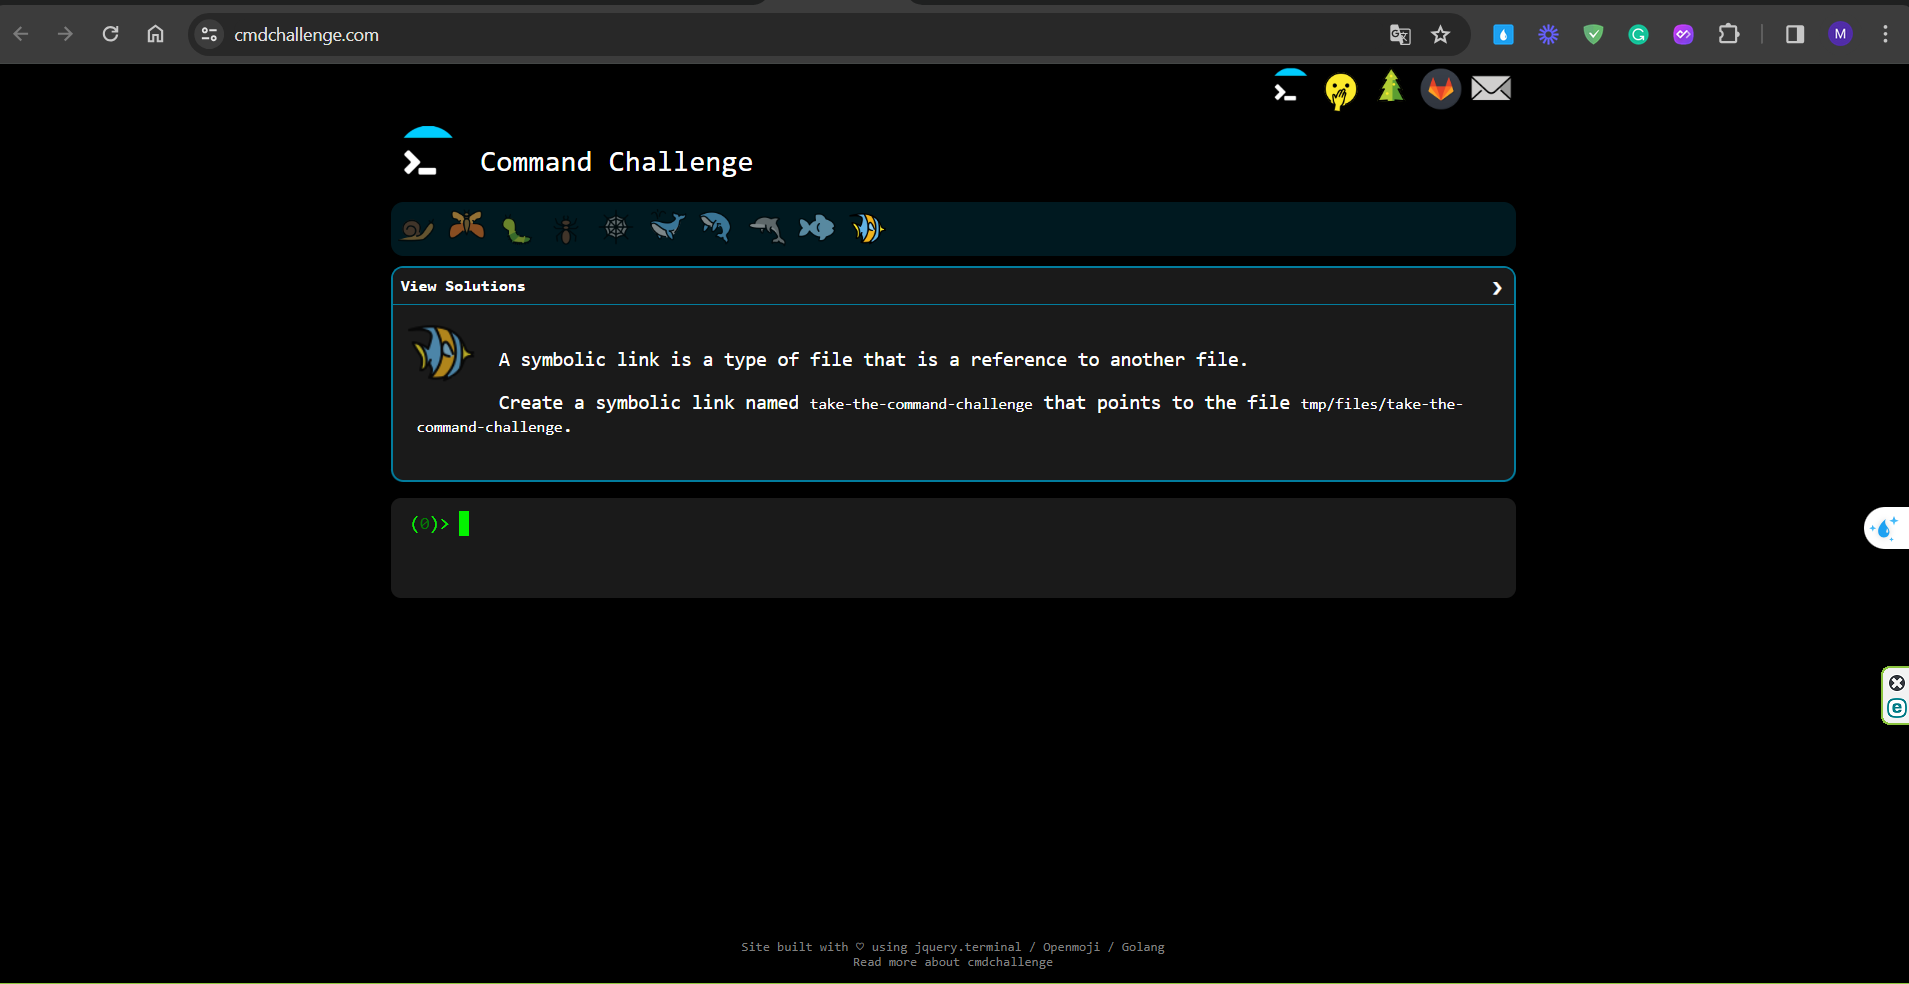 cmdchallenge.com
M
Command Challenge
View Solutions
A symbolic link is a type of file that is a reference to another file.
Create a symbolic link named take-the-command-challenge that points to the file tmp/files/take-the-
command-challenge.
(0)>
Site built with ♡ using jquery.terminal / Openmoji / Golang
Read more about cmdchallenge